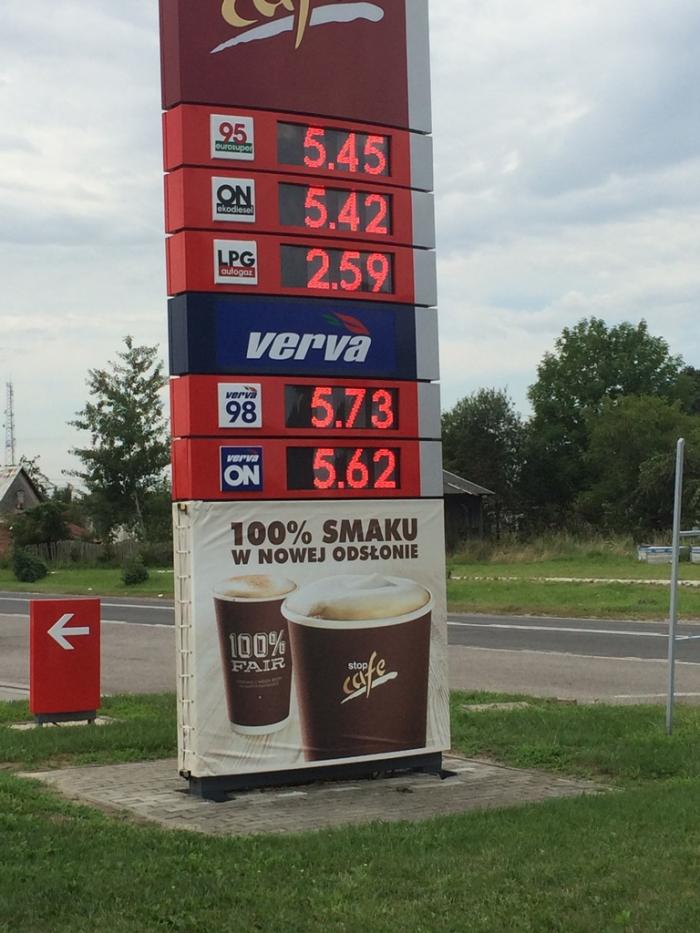 cafe
95
eurosuper
5.45
ON
ekodiesel
5.42
LPG
autogaz
2.59
verva
verva
98
5.73
verva
ON
5.62
100% SMAKU
W NOWEJ ODSŁONIE
100%
FAIR
stop
cafe